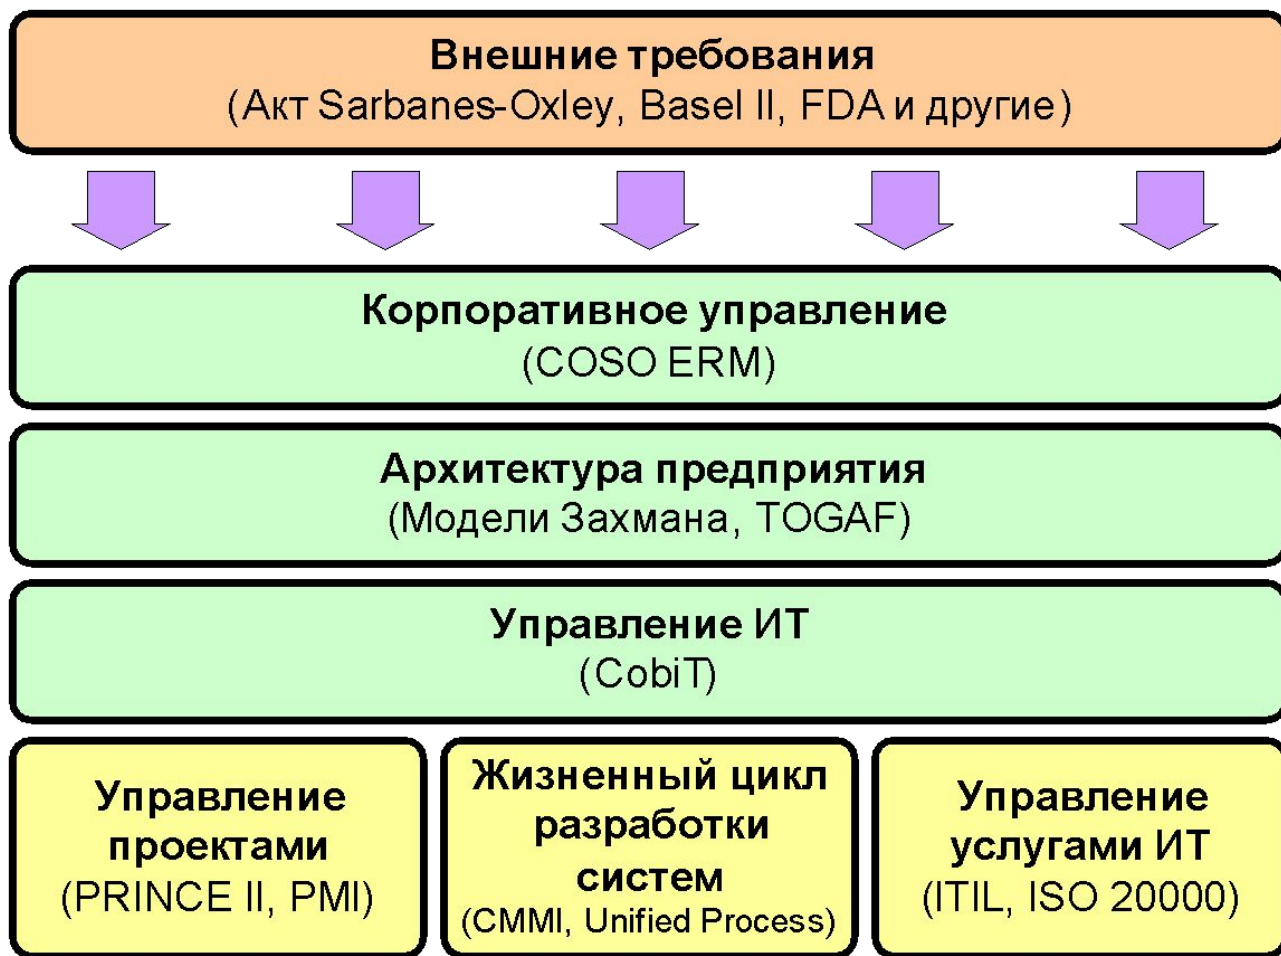 Внешние требования
(Акт Sarbanes-Oxley, Basel II, FDA и другие)
Корпоративное управление
(COSO ERM)
Архитектура предприятия
(Модели Захмана, TOGAF)
Управление ИТ
(CobiT)
Управление
проектами
(PRINCE II, PMI)
Жизненный цикл
разработки
систем
(CMMI, Unified Process)
Управление
услугами ИТ
(ITIL, ISO 20000)